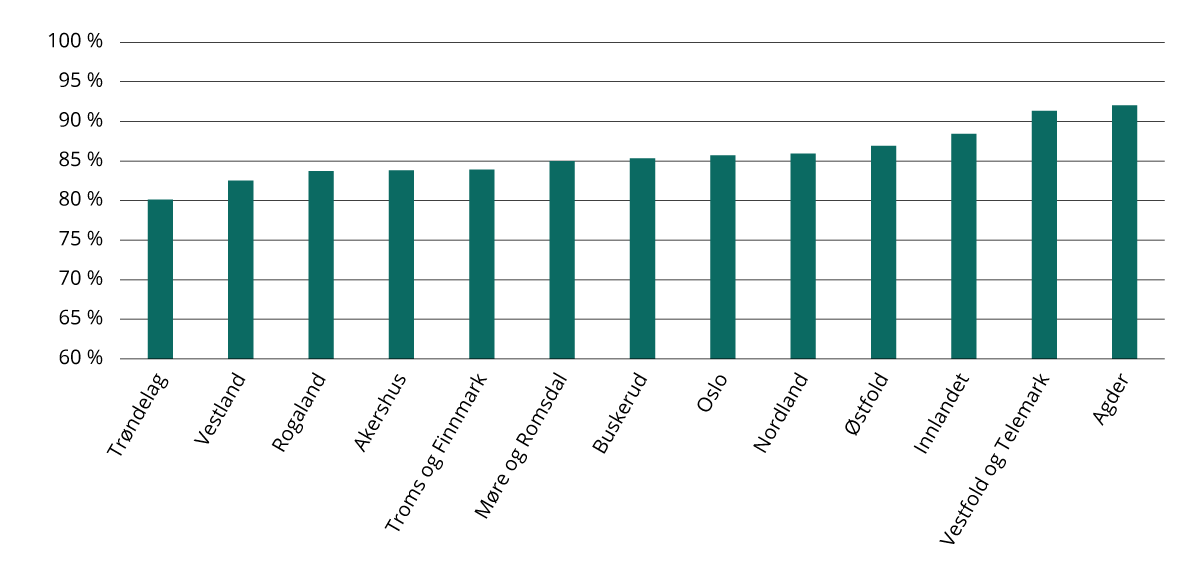 100 %
95 %
90 %
85 %
80 %
75 %
70 %
65 %
60 %
Trøndelag
Vestland
Rogaland
Akershus
Troms og Finnmark
Møre og Romsdal
Buskerud
Oslo
Nordland
Østfold
Innlandet
Vestfold og Telemark
Agder